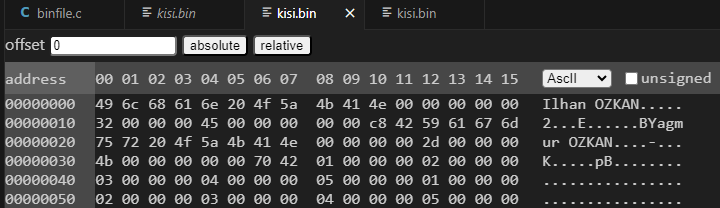 binfile.c kisi.bin kisi.bin × kisi.bin
offset 0 absolute relative
address 00 01 02 03 04 05 06 07 08 09 10 11 12 13 14 15 AscII unsigned
00000000 49 6c 68 61 6e 20 4f 5a 4b 41 4e 00 00 00 00 00 Ilhan OZKAN.....
00000010 32 00 00 00 45 00 00 00 00 00 c8 42 59 61 67 6d 2...E......BYagm
00000020 75 72 20 4f 5a 4b 41 4e 00 00 00 00 2d 00 00 00 ur OZKAN....-...
00000030 4b 00 00 00 00 00 70 42 01 00 00 00 02 00 00 00 K.....pB........
00000040 03 00 00 00 04 00 00 00 05 00 00 00 01 00 00 00 ................
00000050 02 00 00 00 03 00 00 00 04 00 00 00 05 00 00 00 ................